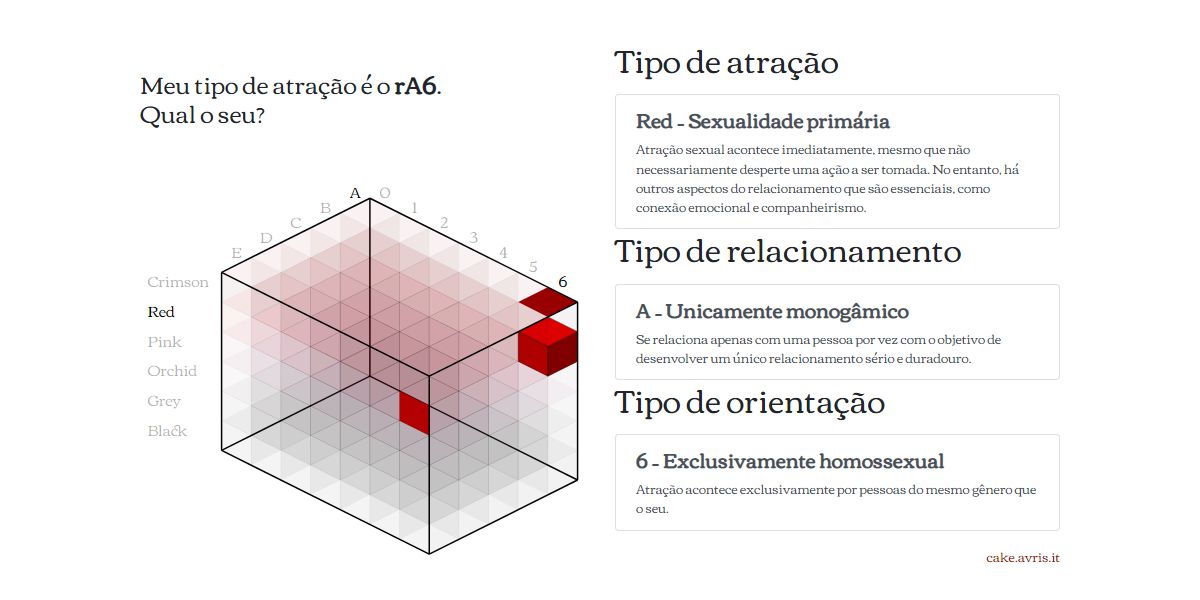 Meu tipo de atração é o rA6.
Qual o seu?
A
0
B
1
C
2
D
3
E
4
5
6
Crimson
Red
Pink
Orchid
Grey
Black
Tipo de atração
Red - Sexualidade primária
Atração sexual acontece imediatamente, mesmo que não
necessariamente desperte uma ação a ser tomada. No entanto, há
outros aspectos do relacionamento que são essenciais, como
conexão emocional e companheirismo.
Tipo de relacionamento
A - Unicamente monogâmico
Se relaciona apenas com uma pessoa por vez com o objetivo de
desenvolver um único relacionamento sério e duradouro.
Tipo de orientação
6 - Exclusivamente homossexual
Atração acontece exclusivamente por pessoas do mesmo gênero que
o seu.
cake.avris.it